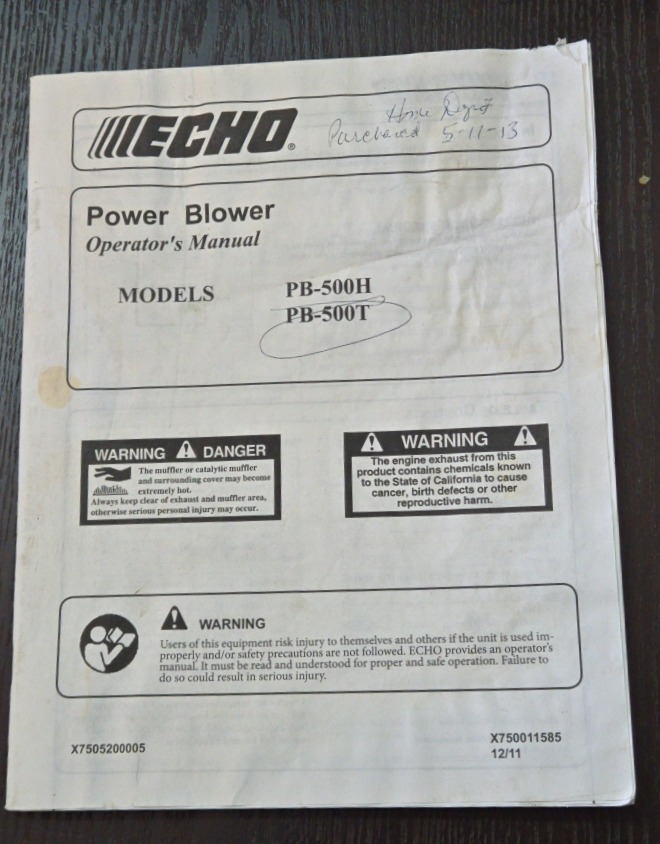 ECHO®
Home Depot
Purchased 5-11-13
Power Blower
Operator's Manual
MODELS PB-500H
PB-500T
WARNING DANGER
The muffler or catalytic muffler
and surrounding cover may become
extremely hot.
Always keep clear of exhaust and muffler area,
otherwise serious personal injury may occur.
WARNING
The engine exhaust from this
product contains chemicals known
to the State of California to cause
cancer, birth defects or other
reproductive harm.
WARNING
Users of this equipment risk injury to themselves and others if the unit is used im-
properly and/or safety precautions are not followed. ECHO provides an operator's
manual. It must be read and understood for proper and safe operation. Failure to
do so could result in serious injury.
X7505200005
X750011585
12/11